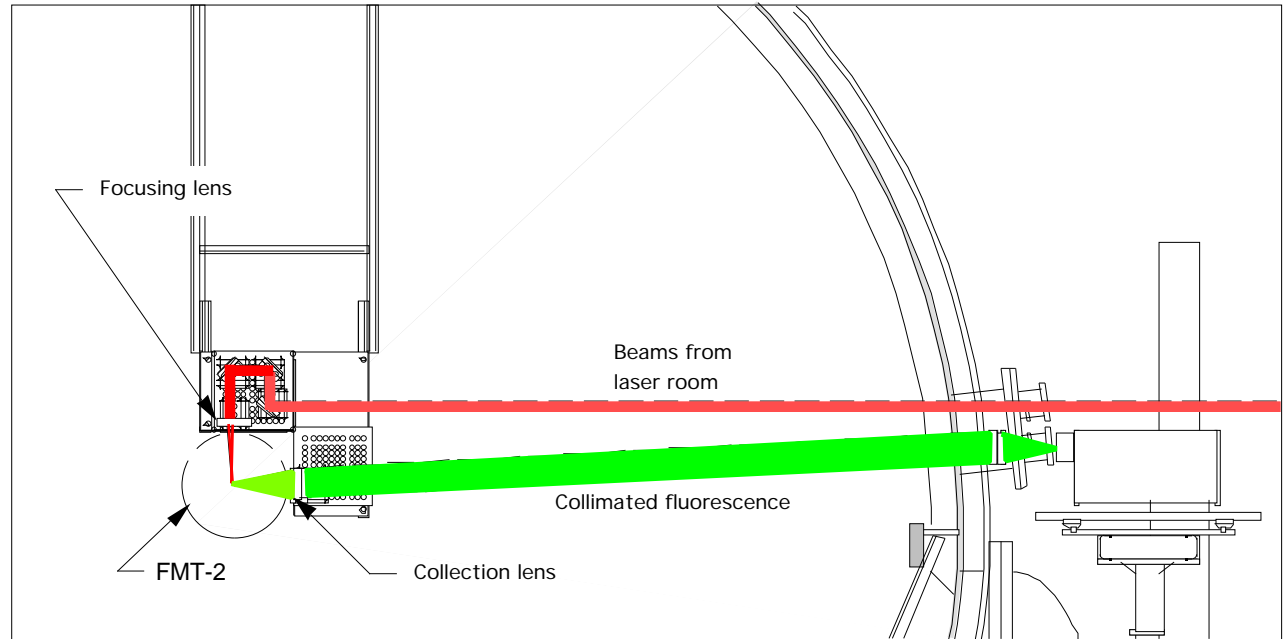 Focusing lens
Beams from
laser room
Collimated fluorescence
FMT-2
Collection lens